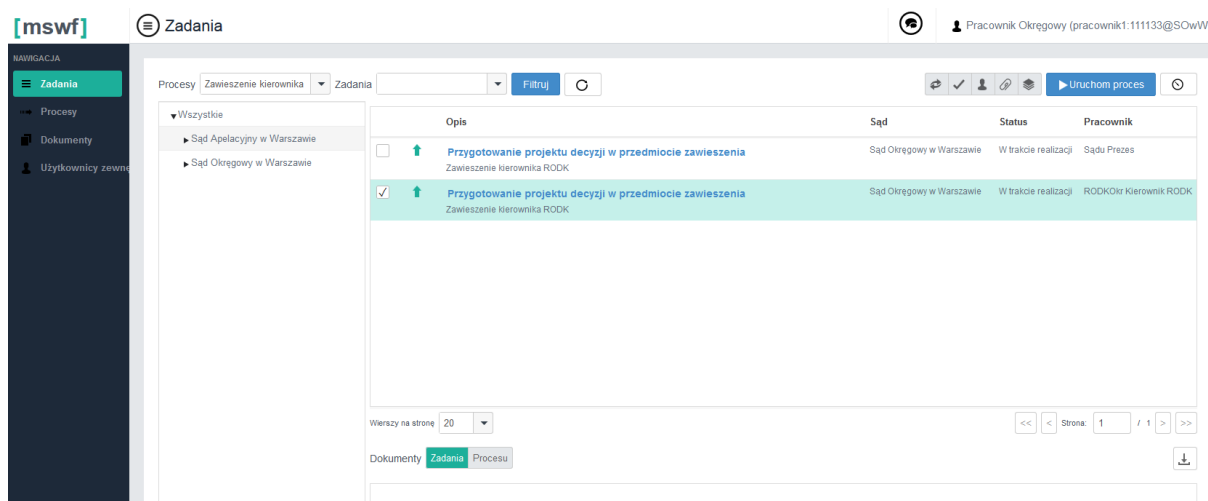 [mswf]
Zadania
Pracownik Okręgowy (pracownik1:111133@SOwW
NAWIGACJA
Zadania
Procesy
Dokumenty
Użytkownicy zewnę
Procesy Zawieszenie kierownika Zadania Filtruj Uruchom proces
Wszystkie
Sąd Apelacyjny w Warszawie
Sąd Okręgowy w Warszawie
Opis Sąd Status Pracownik
Przygotowanie projektu decyzji w przedmiocie zawieszenia Sąd Okręgowy w Warszawie W trakcie realizacji Sądu Prezes
Zawieszenie kierownika RODK
Przygotowanie projektu decyzji w przedmiocie zawieszenia Sąd Okręgowy w Warszawie W trakcie realizacji RODKOkr Kierownik RODK
Zawieszenie kierownika RODK
Wierszy na stronę 20 << < Strona: 1 / 1 > >>
Dokumenty Zadania Procesu